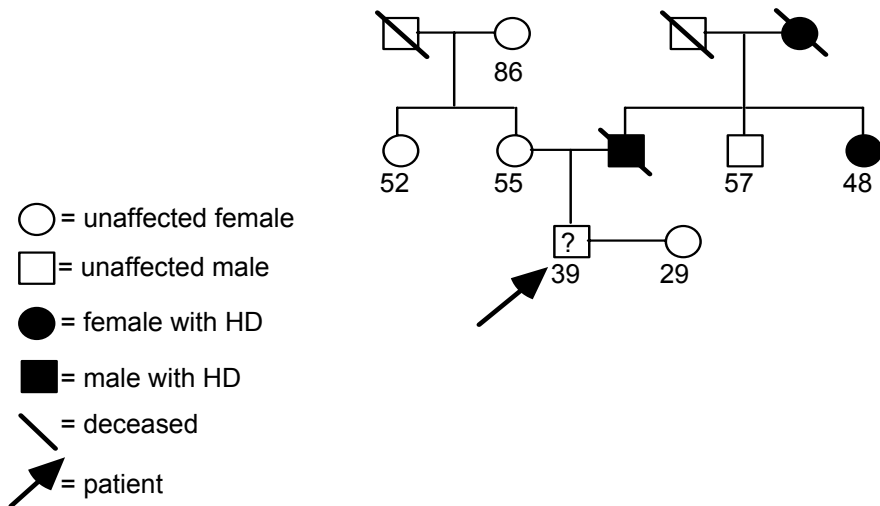 86
52
55
57
48
?
39
29
= unaffected female
= unaffected male
= female with HD
= male with HD
= deceased
= patient